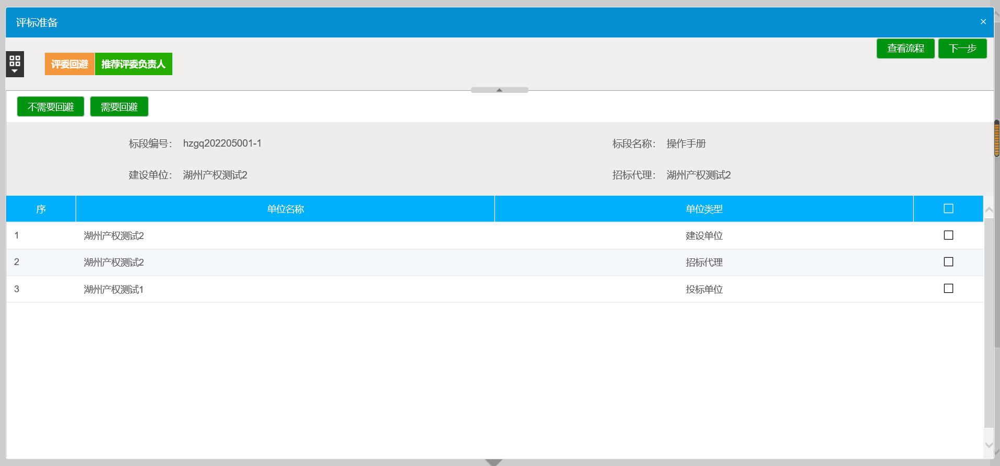 评标准备
查看流程 下一步
评委回避 推荐评委负责人
不需要回避 需要回避
标段编号： hzgq202205001-1 标段名称： 操作手册
建设单位： 湖州产权测试2 招标代理： 湖州产权测试2
序 单位名称 单位类型
1 湖州产权测试2 建设单位
2 湖州产权测试2 招标代理
3 湖州产权测试1 投标单位